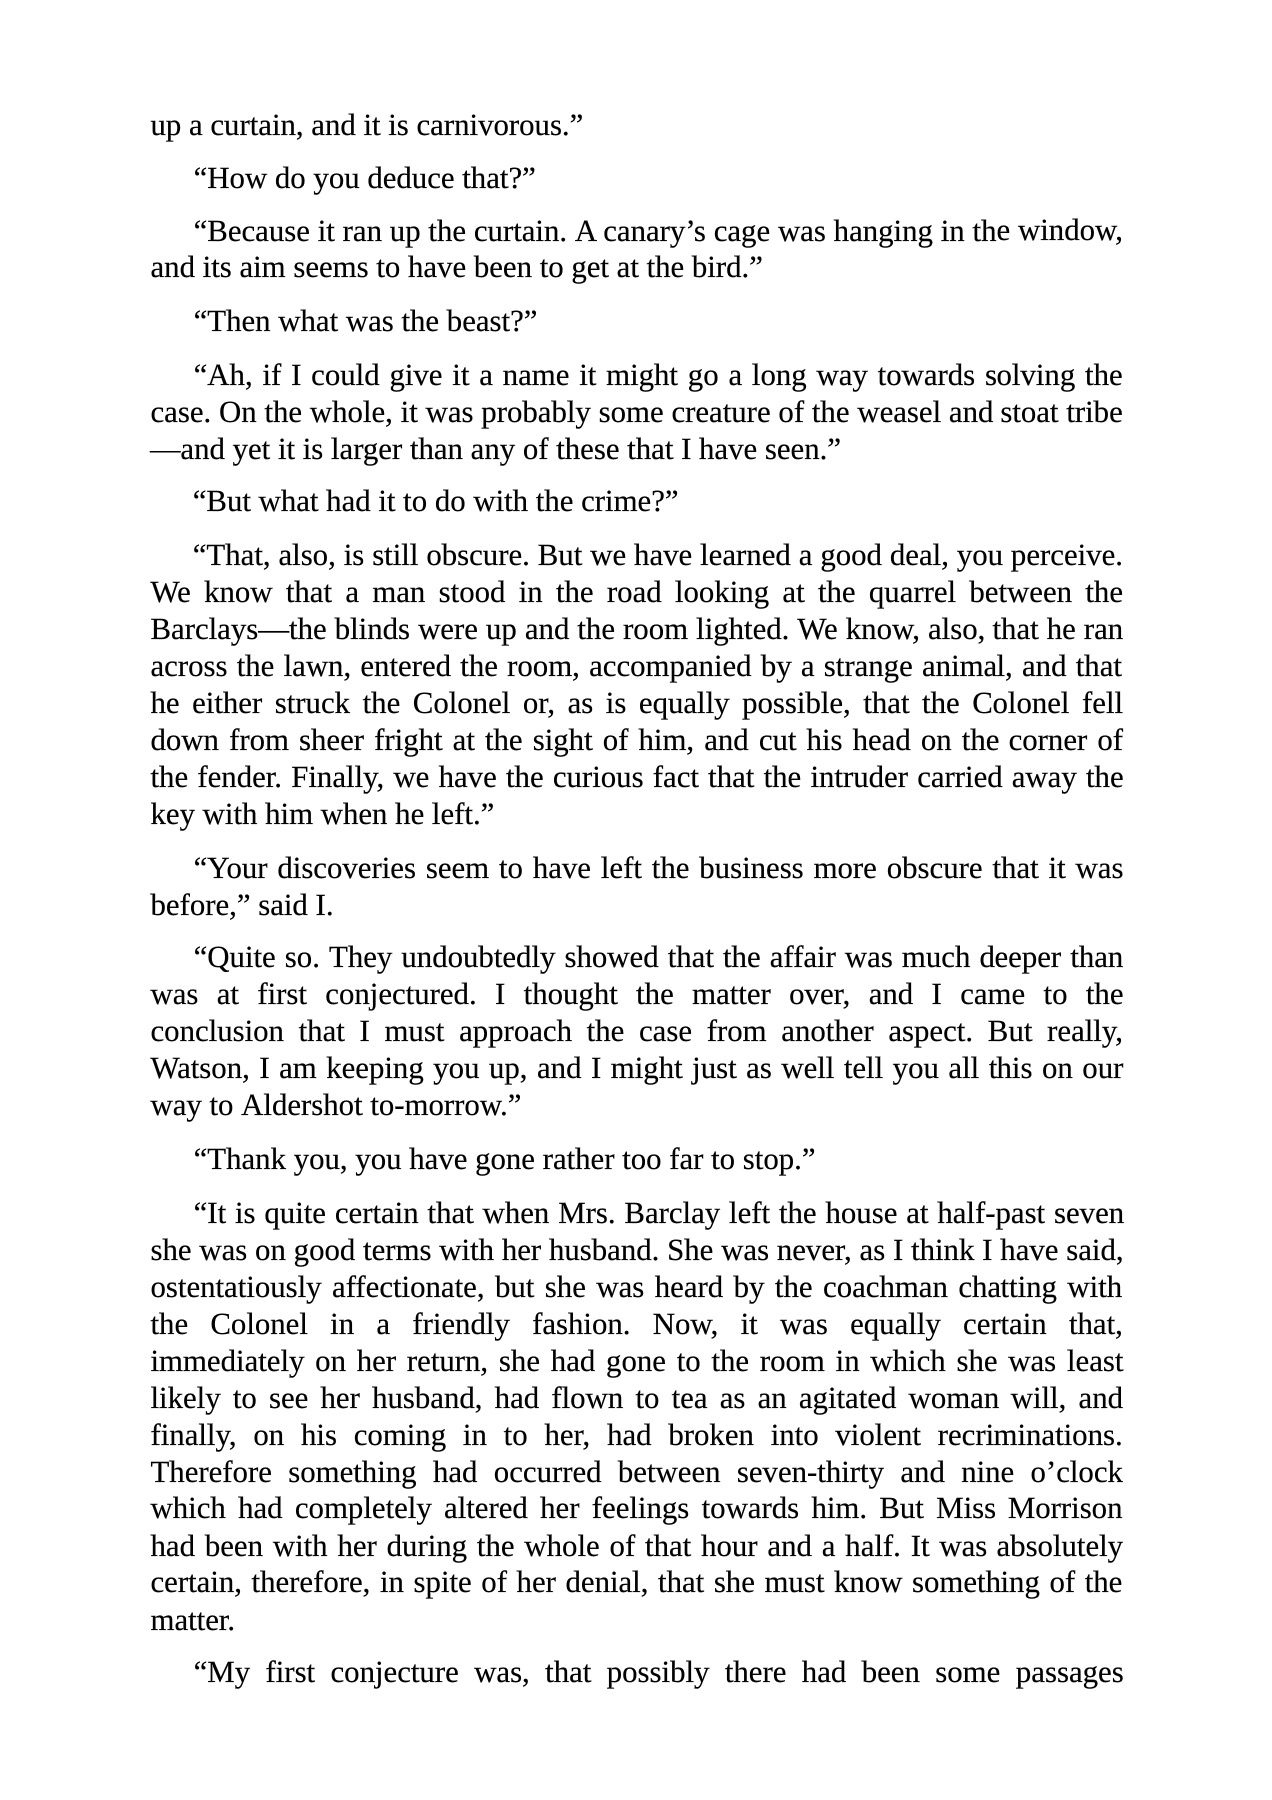 up a curtain, and it is carnivorous.”
“How do you deduce that?”
“Because it ran up the curtain. A canary’s cage was hanging in the window,
and its aim seems to have been to get at the bird.”
“Then what was the beast?”
“Ah, if I could give it a name it might go a long way towards solving the
case. On the whole, it was probably some creature of the weasel and stoat tribe
—and yet it is larger than any of these that I have seen.”
“But what had it to do with the crime?”
“That, also, is still obscure. But we have learned a good deal, you perceive.
We know that a man stood in the road looking at the quarrel between the
Barclays—the blinds were up and the room lighted. We know, also, that he ran
across the lawn, entered the room, accompanied by a strange animal, and that
he either struck the Colonel or, as is equally possible, that the Colonel fell
down from sheer fright at the sight of him, and cut his head on the corner of
the fender. Finally, we have the curious fact that the intruder carried away the
key with him when he left.”
“Your discoveries seem to have left the business more obscure that it was
before,” said I.
“Quite so. They undoubtedly showed that the affair was much deeper than
was at first conjectured. I thought the matter over, and I came to the
conclusion that I must approach the case from another aspect. But really,
Watson, I am keeping you up, and I might just as well tell you all this on our
way to Aldershot to-morrow.”
“Thank you, you have gone rather too far to stop.”
“It is quite certain that when Mrs. Barclay left the house at half-past seven
she was on good terms with her husband. She was never, as I think I have said,
ostentatiously affectionate, but she was heard by the coachman chatting with
the Colonel in a friendly fashion. Now, it was equally certain that,
immediately on her return, she had gone to the room in which she was least
likely to see her husband, had flown to tea as an agitated woman will, and
finally, on his coming in to her, had broken into violent recriminations.
Therefore something had occurred between seven-thirty and nine o’clock
which had completely altered her feelings towards him. But Miss Morrison
had been with her during the whole of that hour and a half. It was absolutely
certain, therefore, in spite of her denial, that she must know something of the
matter.
“My first conjecture was, that possibly there had been some passages